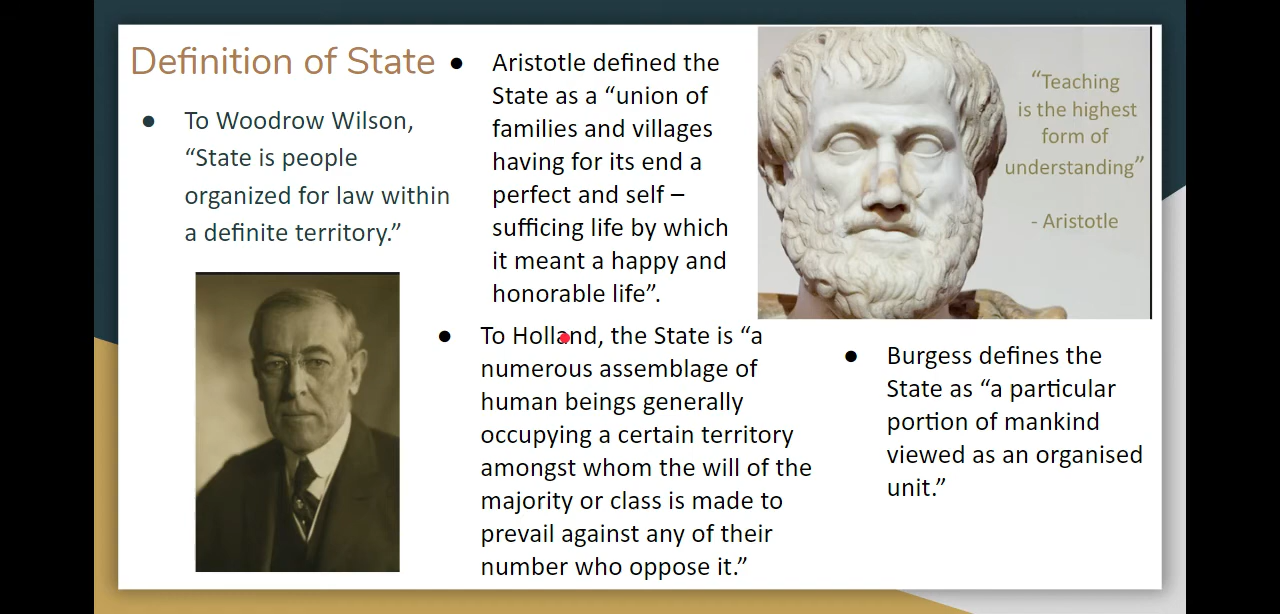 Definition of State
● To Woodrow Wilson,
“State is people
organized for law within
a definite territory.”
● Aristotle defined the
State as a “union of
families and villages
having for its end a
perfect and self –
sufficing life by which
it meant a happy and
honorable life”.
● To Holland, the State is “a
numerous assemblage of
human beings generally
occupying a certain territory
amongst whom the will of the
majority or class is made to
prevail against any of their
number who oppose it.”
“Teaching
is the highest
form of
understanding”
- Aristotle
● Burgess defines the
State as “a particular
portion of mankind
viewed as an organised
unit.”